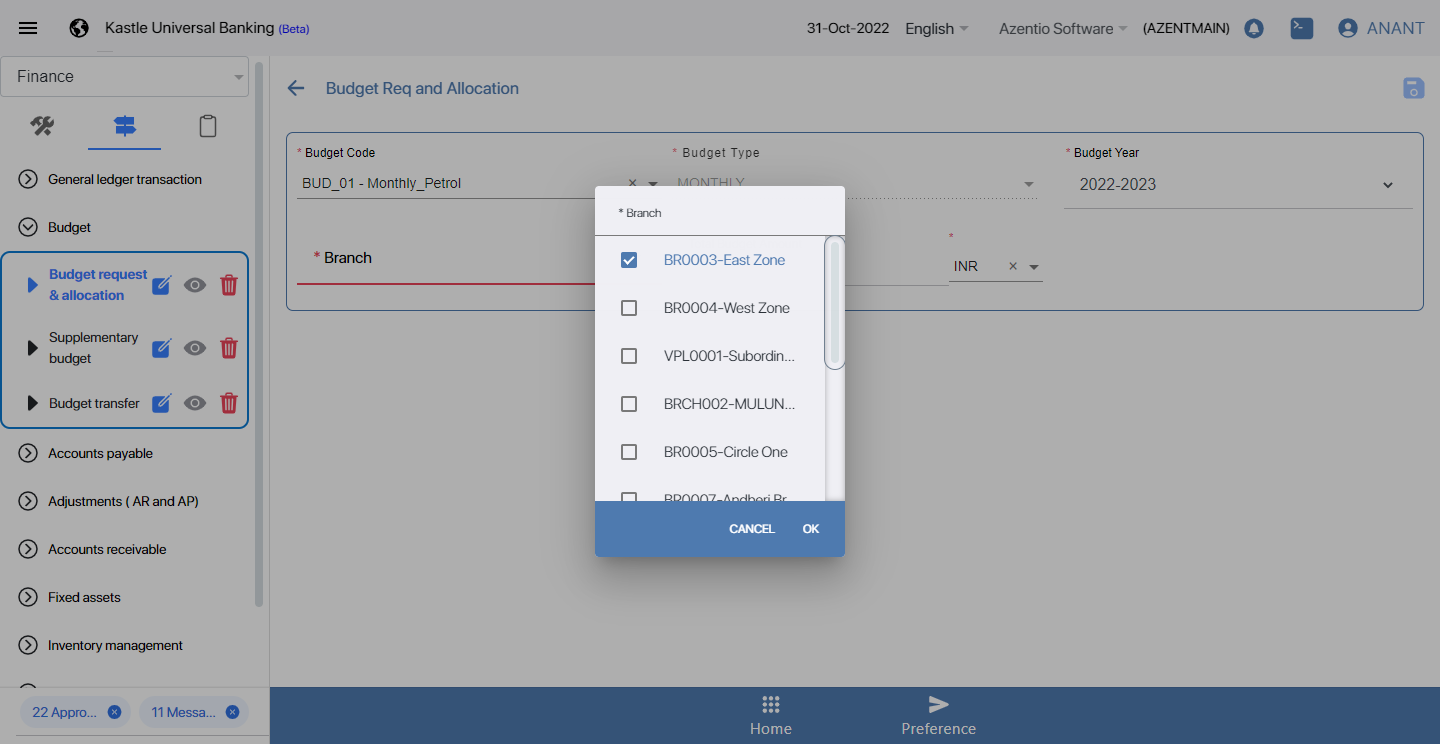 Kastle Universal Banking (Beta)
31-Oct-2022
English
Azentio Software
(AZENTMAIN)
ANANT
Finance
General ledger transaction
Budget
Budget request
& allocation
Supplementary
budget
Budget transfer
Accounts payable
Adjustments ( AR and AP)
Accounts receivable
Fixed assets
Inventory management
22 Appro...
11 Messa...
Budget Req and Allocation
* Budget Code
* Budget Type
* Budget Year
BUD_01 - Monthly_Petrol
MONTHLY
2022-2023
* Branch
*
INR
* Branch
BR0003-East Zone
BR0004-West Zone
VPL0001-Subordin...
BRCH002-MULUN...
BR0005-Circle One
BR0007-Andheri Br
CANCEL
OK
Home
Preference